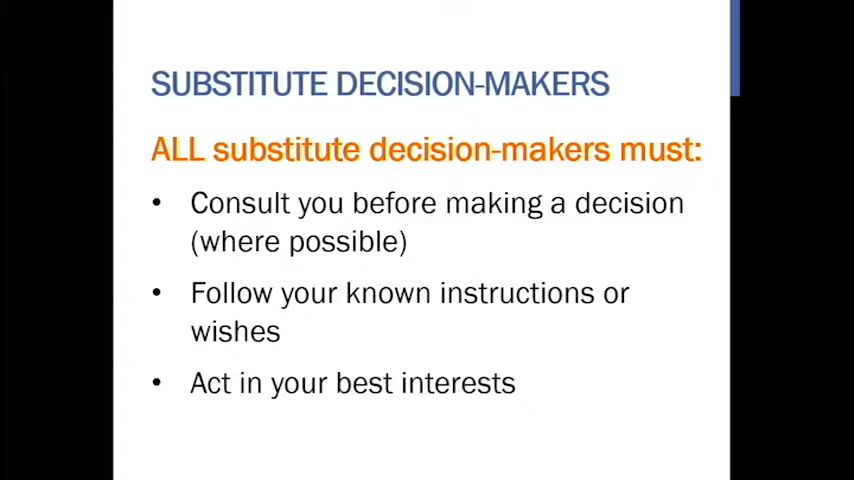 SUBSTITUTE DECISION-MAKERS
ALL substitute decision-makers must:
• Consult you before making a decision
(where possible)
• Follow your known instructions or
wishes
• Act in your best interests